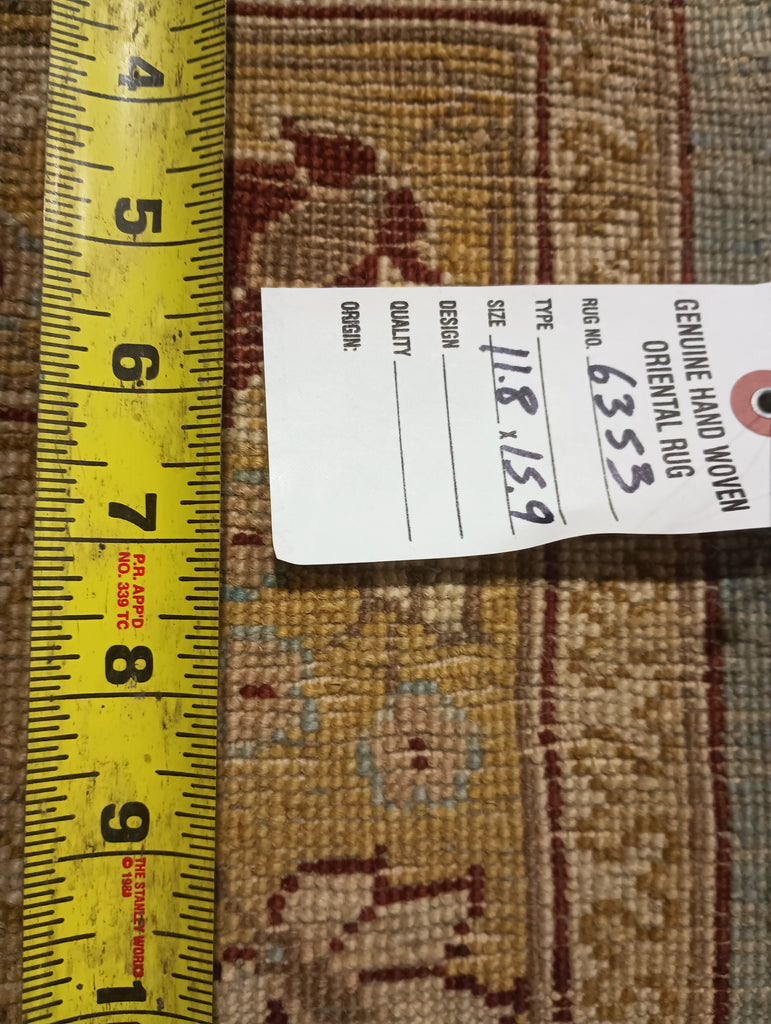 4
5
6
7
P.R. APP'D
NO. 339 TC
8
9
THE STANLEY WORKS
© 1988
10
GENUINE HAND WOVEN
ORIENTAL RUG
RUG NO. 6353
TYPE
SIZE 11.8 x 15.9
DESIGN
QUALITY
ORIGIN: